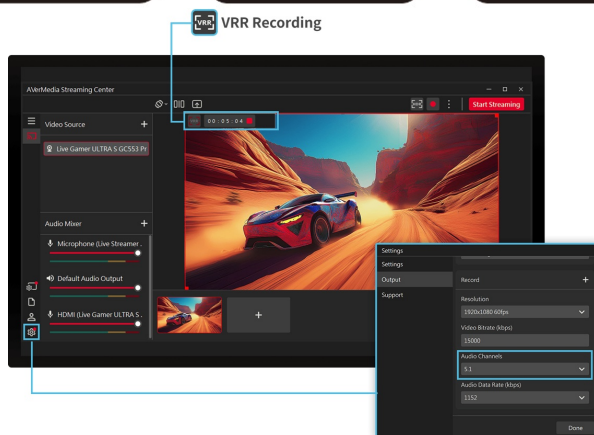 VRR VRR Recording
AVerMedia Streaming Center
Start Streaming
VRR 00:05:04
Video Source
Live Gamer ULTRA S GC553 Pr
Audio Mixer
Microphone (Live Streamer .
Default Audio Output
HDMI (Live Gamer ULTRA S .
Settings
Settings
Output
Support
Record
Resolution
1920x1080 60fps
Video Bitrate (kbps)
15000
Audio Channels
5.1
Audio Data Rate (kbps)
1152
Done